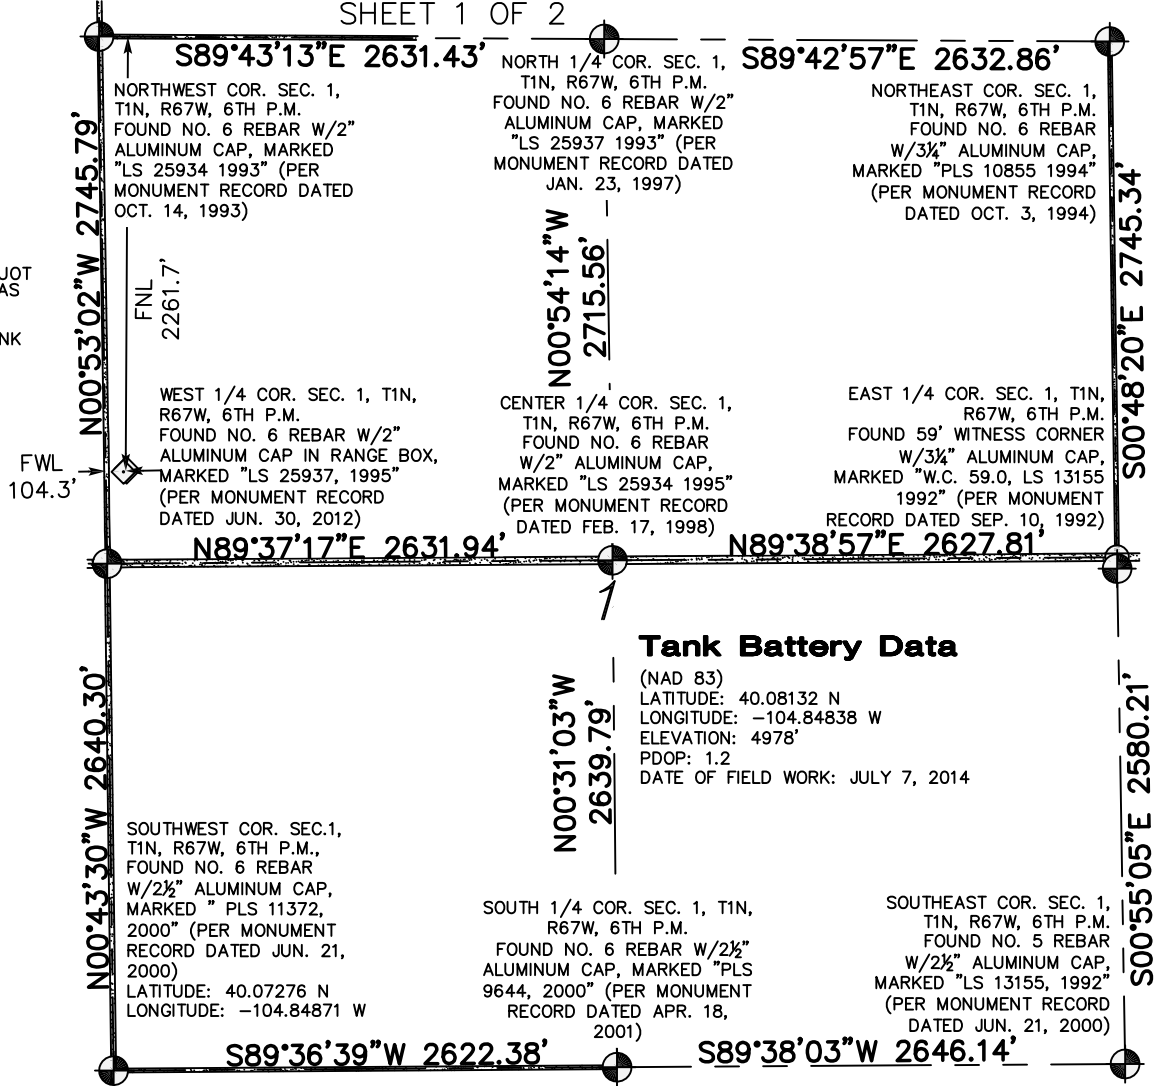 SHEET 1 OF 2
S89°43'13"E 2631.43'
S89°42'57"E 2632.86'
NORTHWEST COR. SEC. 1,
T1N, R67W, 6TH P.M.
FOUND NO. 6 REBAR W/2"
ALUMINUM CAP, MARKED
"LS 25934 1993" (PER
MONUMENT RECORD DATED
OCT. 14, 1993)
NORTH 1/4 COR. SEC. 1,
T1N, R67W, 6TH P.M.
FOUND NO. 6 REBAR W/2"
ALUMINUM CAP, MARKED
"LS 25937 1993" (PER
MONUMENT RECORD DATED
JAN. 23, 1997)
NORTHEAST COR. SEC. 1,
T1N, R67W, 6TH P.M.
FOUND NO. 6 REBAR
W/3¼" ALUMINUM CAP,
MARKED "PLS 10855 1994"
(PER MONUMENT RECORD
DATED OCT. 3, 1994)
N00°53'02"W 2745.79'
FNL
2261.7'
N00°54'14"W
2715.56'
S00°48'20"E 2745.34'
UOT
AS
NK
FWL
104.3'
WEST 1/4 COR. SEC. 1, T1N,
R67W, 6TH P.M.
FOUND NO. 6 REBAR W/2"
ALUMINUM CAP IN RANGE BOX,
MARKED "LS 25937, 1995"
(PER MONUMENT RECORD
DATED JUN. 30, 2012)
CENTER 1/4 COR. SEC. 1,
T1N, R67W, 6TH P.M.
FOUND NO. 6 REBAR
W/2" ALUMINUM CAP,
MARKED "LS 25934 1995"
(PER MONUMENT RECORD
DATED FEB. 17, 1998)
EAST 1/4 COR. SEC. 1, T1N,
R67W, 6TH P.M.
FOUND 59' WITNESS CORNER
W/3¼" ALUMINUM CAP,
MARKED "W.C. 59.0, LS 13155
1992" (PER MONUMENT
RECORD DATED SEP. 10, 1992)
N89°37'17"E 2631.94'
N89°38'57"E 2627.81'
1
Tank Battery Data
(NAD 83)
LATITUDE: 40.08132 N
LONGITUDE: -104.84838 W
ELEVATION: 4978'
PDOP: 1.2
DATE OF FIELD WORK: JULY 7, 2014
N00°43'30"W 2640.30'
N00°31'03"W
2639.79'
S00°55'05"E 2580.21'
SOUTHWEST COR. SEC.1,
T1N, R67W, 6TH P.M.,
FOUND NO. 6 REBAR
W/2½" ALUMINUM CAP,
MARKED " PLS 11372,
2000" (PER MONUMENT
RECORD DATED JUN. 21,
2000)
LATITUDE: 40.07276 N
LONGITUDE: -104.84871 W
SOUTH 1/4 COR. SEC. 1, T1N,
R67W, 6TH P.M.
FOUND NO. 6 REBAR W/2½"
ALUMINUM CAP, MARKED "PLS
9644, 2000" (PER MONUMENT
RECORD DATED APR. 18,
2001)
SOUTHEAST COR. SEC. 1,
T1N, R67W, 6TH P.M.
FOUND NO. 5 REBAR
W/2½" ALUMINUM CAP,
MARKED "LS 13155, 1992"
(PER MONUMENT RECORD
DATED JUN. 21, 2000)
S89°36'39"W 2622.38'
S89°38'03"W 2646.14'